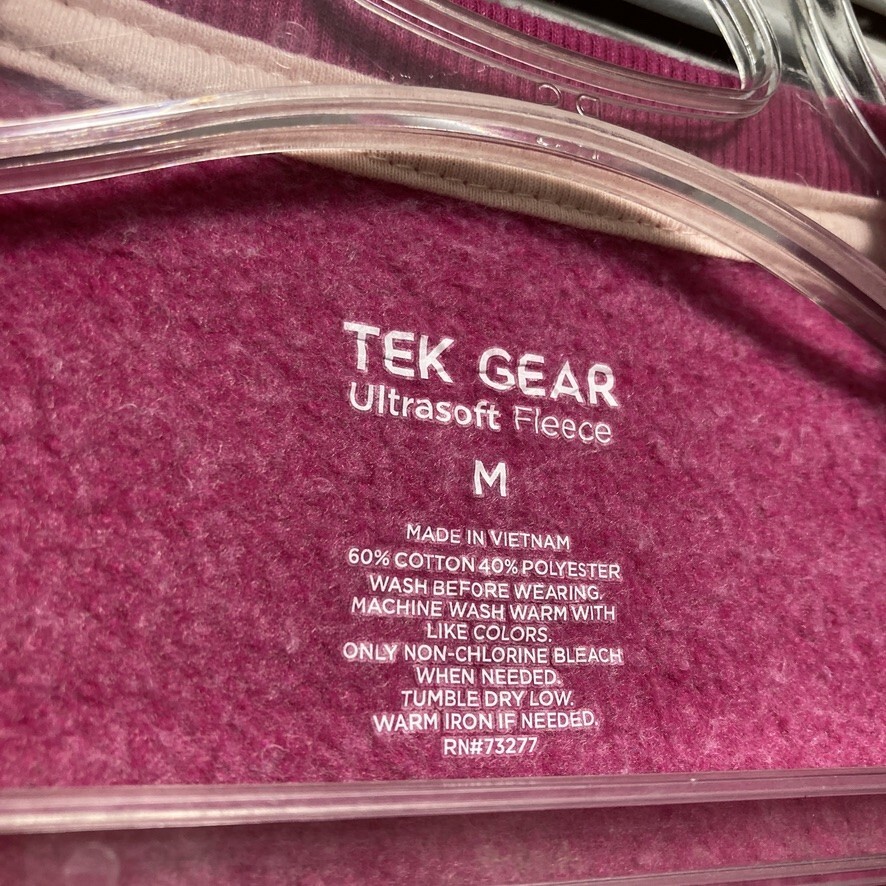 TEK GEAR
Ultrasoft Fleece
M
MADE IN VIETNAM
60% COTTON 40% POLYESTER
WASH BEFORE WEARING.
MACHINE WASH WARM WITH
LIKE COLORS.
ONLY NON-CHLORINE BLEACH
WHEN NEEDED.
TUMBLE DRY LOW.
WARM IRON IF NEEDED.
RN#73277